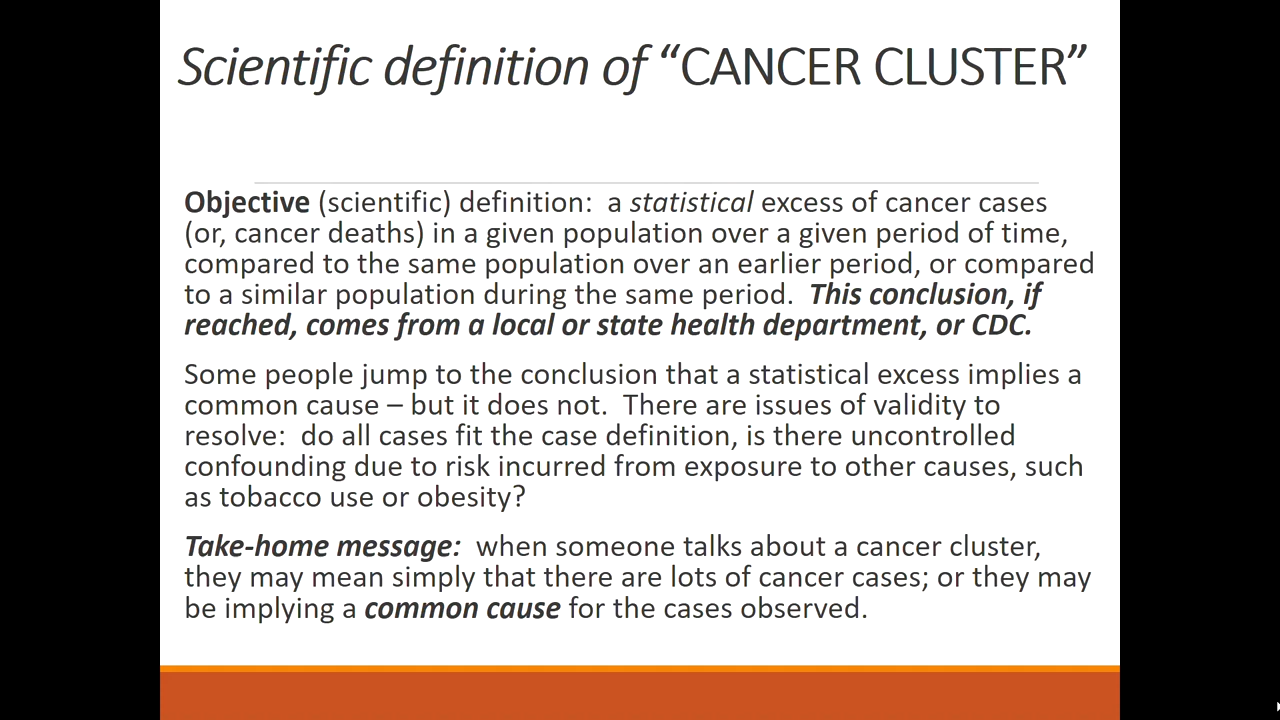 Scientific definition of “CANCER CLUSTER”
Objective (scientific) definition:  a statistical excess of cancer cases
(or, cancer deaths) in a given population over a given period of time,
compared to the same population over an earlier period, or compared
to a similar population during the same period.  This conclusion, if
reached, comes from a local or state health department, or CDC.
Some people jump to the conclusion that a statistical excess implies a
common cause – but it does not.  There are issues of validity to
resolve:  do all cases fit the case definition, is there uncontrolled
confounding due to risk incurred from exposure to other causes, such
as tobacco use or obesity?
Take-home message:  when someone talks about a cancer cluster,
they may mean simply that there are lots of cancer cases; or they may
be implying a common cause for the cases observed.